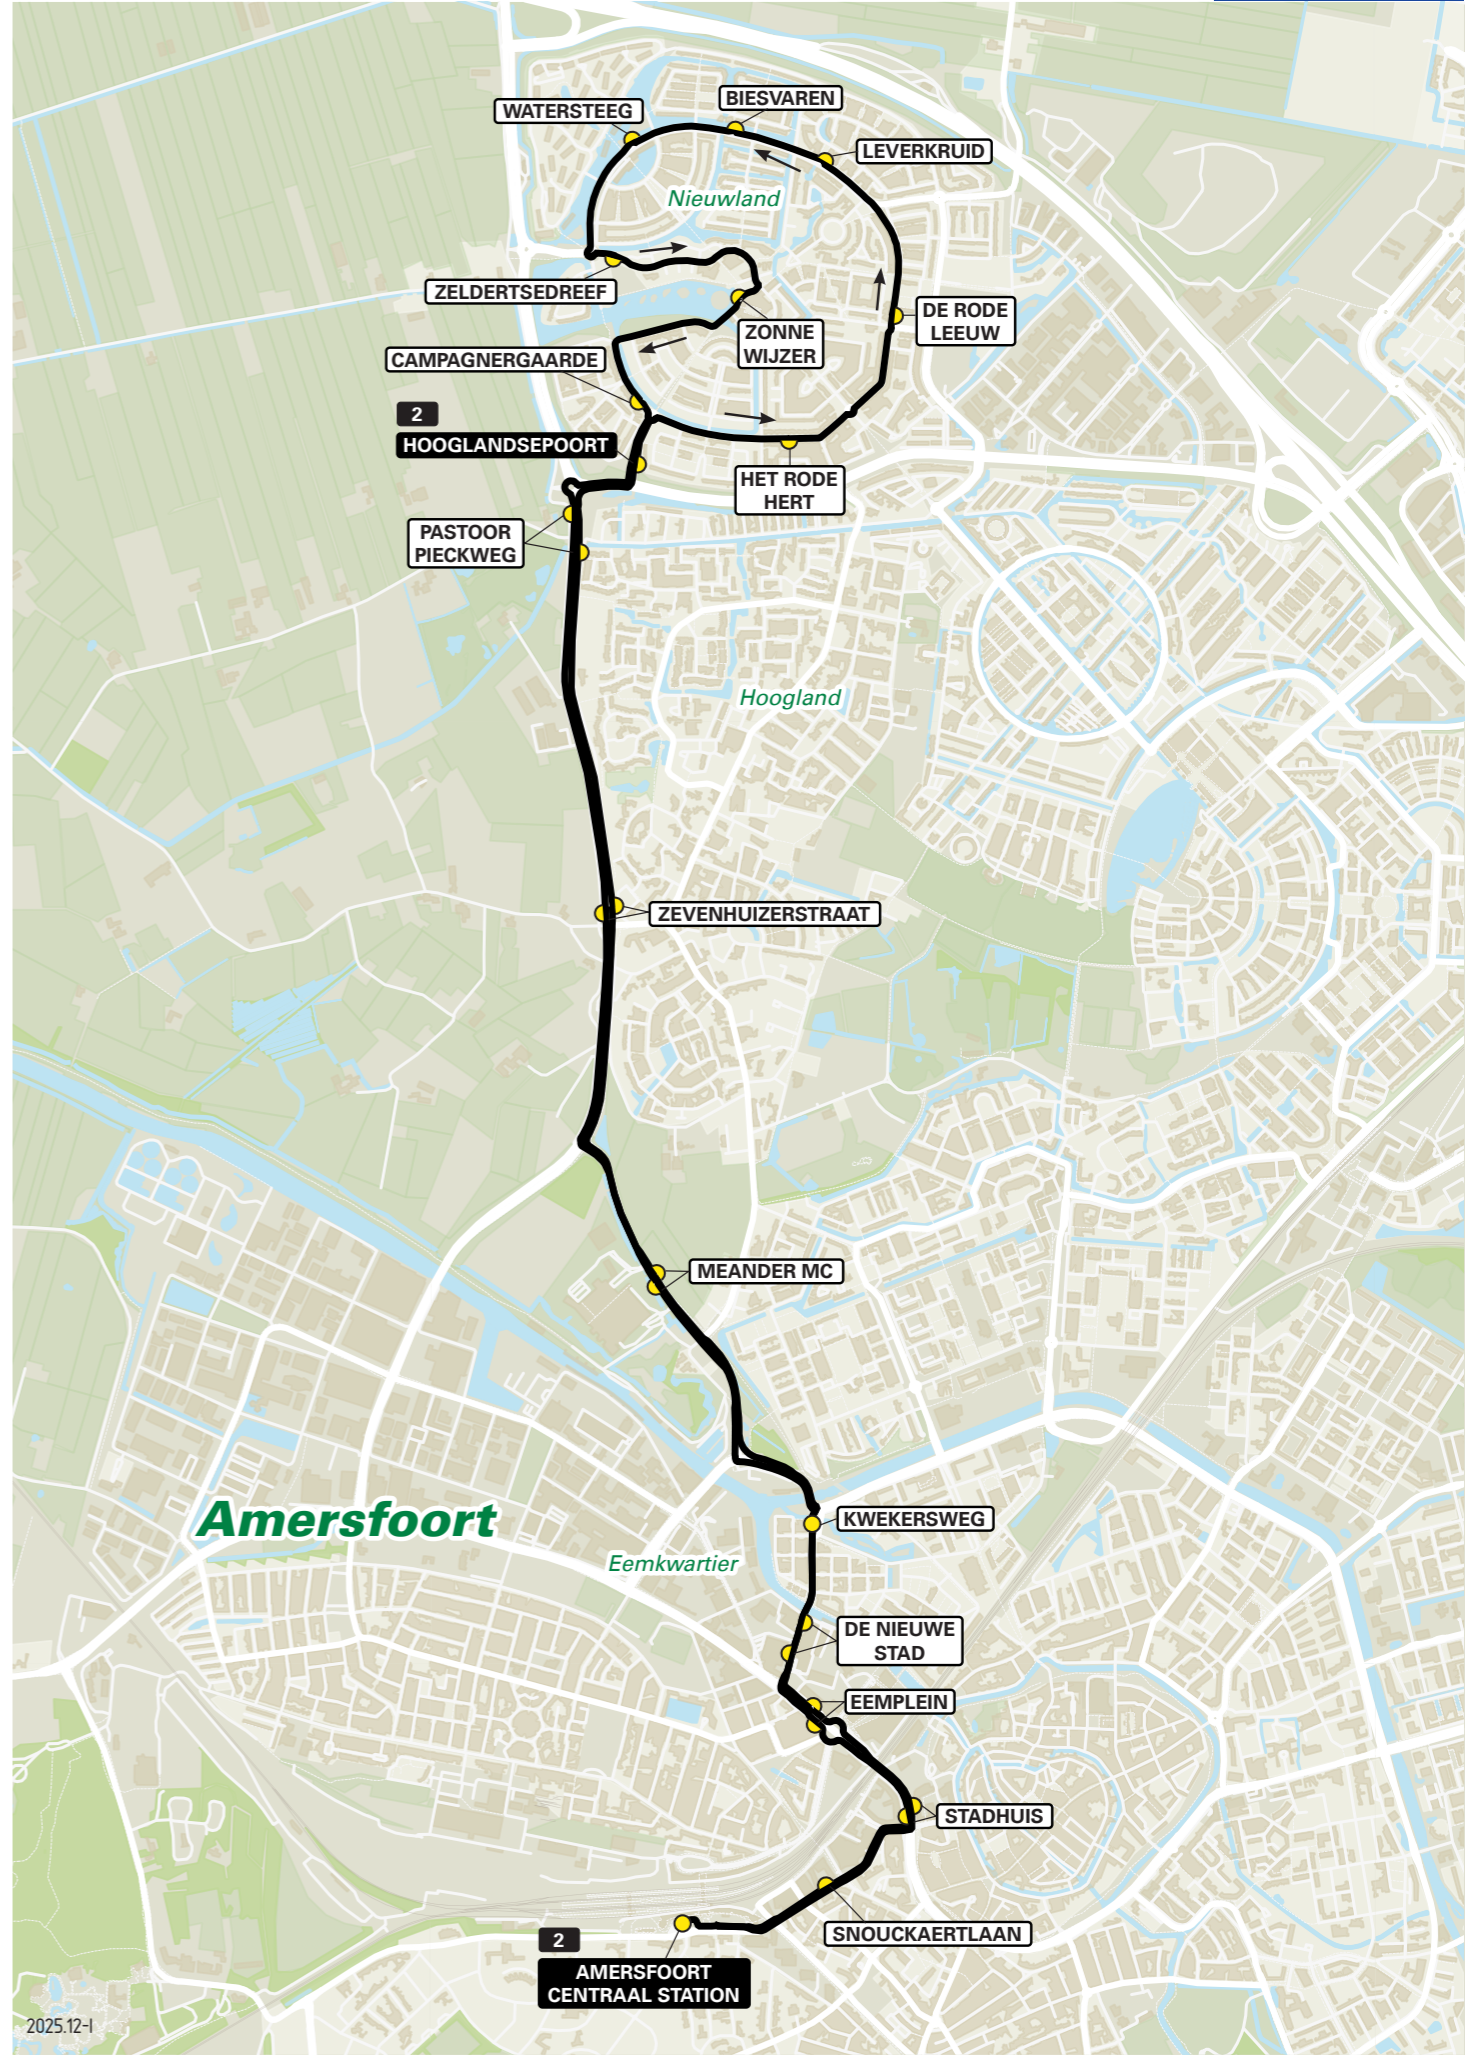 BIESVAREN
WATERSTEEG
LEVERKRUID
Nieuwland
ZELDERTSEDREEF
DE RODE
LEEUW
ZONNE
WIJZER
CAMPAGNERGAARDE
2
HOOGLANDSEPOORT
HET RODE
HERT
PASTOOR
PIECKWEG
Hoogland
ZEVENHUIZERSTRAAT
MEANDER MC
Amersfoort
KWEKERSWEG
Eemkwartier
DE NIEUWE
STAD
EEMPLEIN
STADHUIS
SNOUCKAERTLAAN
2
AMERSFOORT
CENTRAAL STATION
2025.12-I